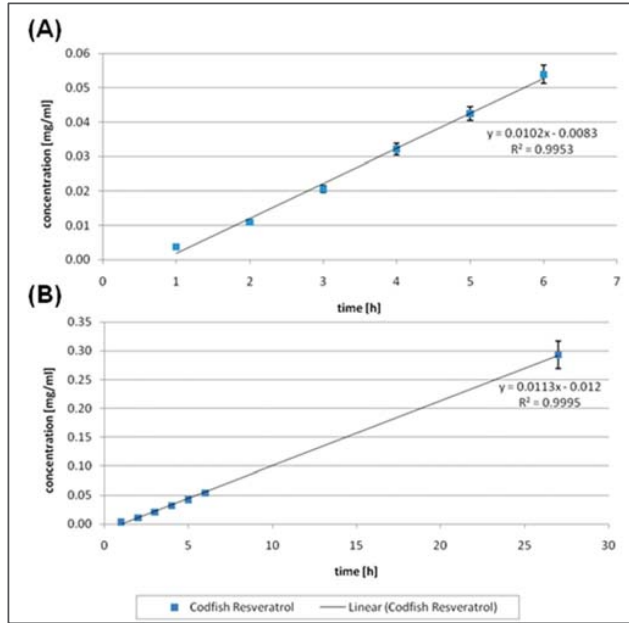 (A)
0.06
0.05
0.04
0.03
0.02
0.01
0.00
concentration [mg/ml]
y = 0.0102x - 0.0083
R² = 0.9953
0 1 2 3 4 5 6 7
time [h]
(B)
0.35
0.30
0.25
0.20
0.15
0.10
0.05
0.00
concentration [mg/ml]
y = 0.0113x - 0.012
R² = 0.9995
0 5 10 15 20 25 30
time [h]
Codfish Resveratrol Linear (Codfish Resveratrol)